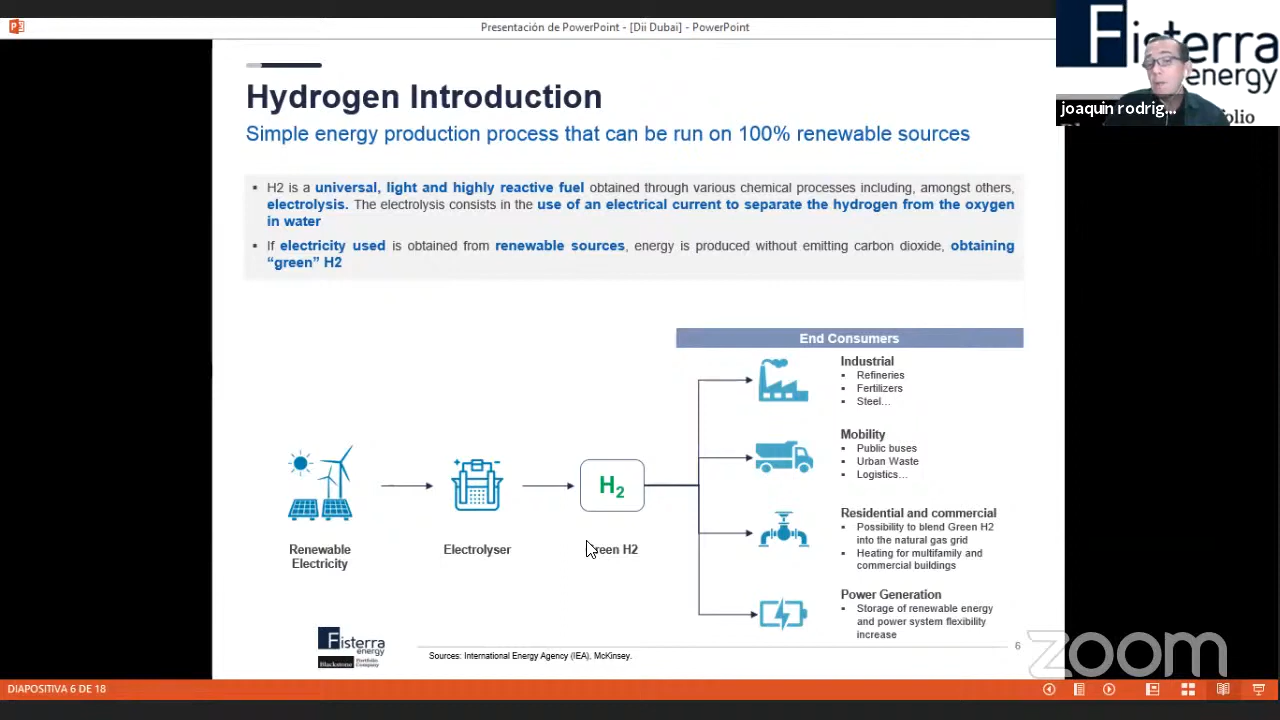 Presentación de PowerPoint - [Dii Dubai] - PowerPoint
Fisterra
energy
joaquin rodrig...
Hydrogen Introduction
Simple energy production process that can be run on 100% renewable sources
▪ H2 is a universal, light and highly reactive fuel obtained through various chemical processes including, amongst others,
electrolysis. The electrolysis consists in the use of an electrical current to separate the hydrogen from the oxygen
in water
▪ If electricity used is obtained from renewable sources, energy is produced without emitting carbon dioxide, obtaining
“green” H2
End Consumers
Industrial
▪ Refineries
▪ Fertilizers
▪ Steel…
Mobility
▪ Public buses
▪ Urban Waste
▪ Logistics…
Residential and commercial
▪ Possibility to blend Green H2
into the natural gas grid
▪ Heating for multifamily and
commercial buildings
Power Generation
▪ Storage of renewable energy
and power system flexibility
increase
H2
Renewable
Electricity
Electrolyser
Green H2
Fisterra
energy
Blackstone Portfolio
Company
Sources: International Energy Agency (IEA), McKinsey.
6
zoom
DIAPOSITIVA 6 DE 18